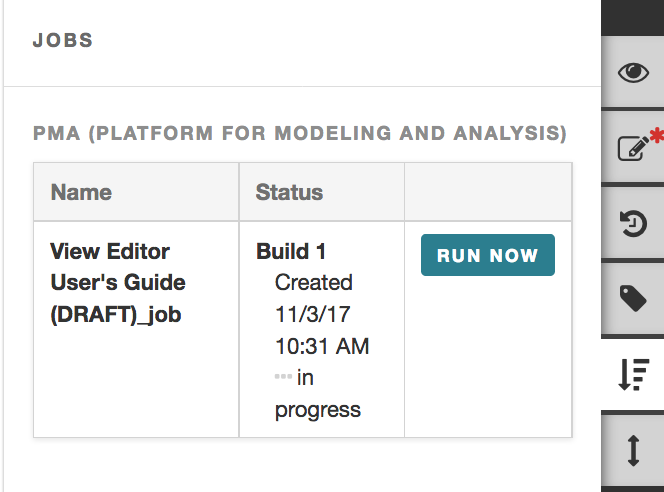 JOBS
PMA (PLATFORM FOR MODELING AND ANALYSIS)
Name Status
View Editor
User's Guide
(DRAFT)_job
Build 1
Created
11/3/17
10:31 AM
in
progress
RUN NOW